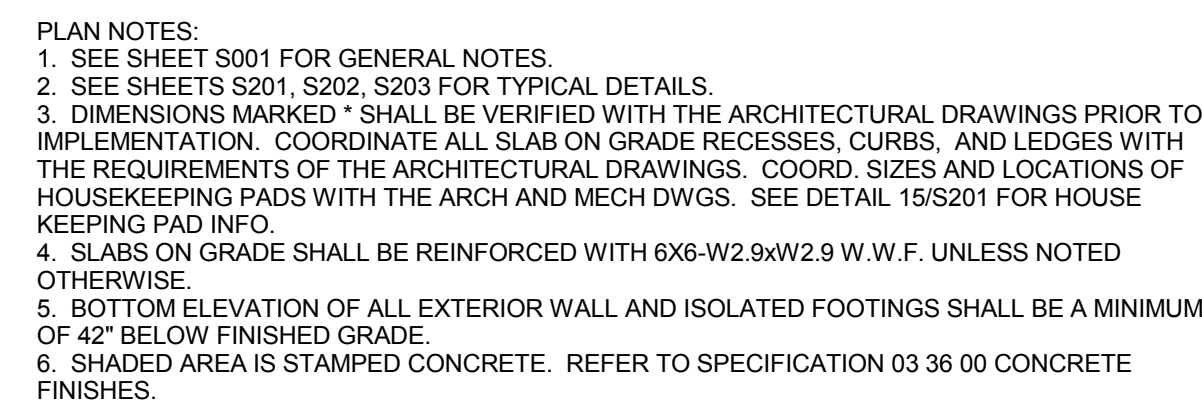 PLAN NOTES:
1. SEE SHEET S001 FOR GENERAL NOTES.
2. SEE SHEETS S201, S202, S203 FOR TYPICAL DETAILS.
3. DIMENSIONS MARKED * SHALL BE VERIFIED WITH THE ARCHITECTURAL DRAWINGS PRIOR TO
IMPLEMENTATION. COORDINATE ALL SLAB ON GRADE RECESSES, CURBS, AND LEDGES WITH
THE REQUIREMENTS OF THE ARCHITECTURAL DRAWINGS. COORD. SIZES AND LOCATIONS OF
HOUSEKEEPING PADS WITH THE ARCH AND MECH DWGS. SEE DETAIL 15/S201 FOR HOUSE
KEEPING PAD INFO.
4. SLABS ON GRADE SHALL BE REINFORCED WITH 6X6-W2.9xW2.9 W.W.F. UNLESS NOTED
OTHERWISE.
5. BOTTOM ELEVATION OF ALL EXTERIOR WALL AND ISOLATED FOOTINGS SHALL BE A MINIMUM
OF 42" BELOW FINISHED GRADE.
6. SHADED AREA IS STAMPED CONCRETE. REFER TO SPECIFICATION 03 36 00 CONCRETE
FINISHES.